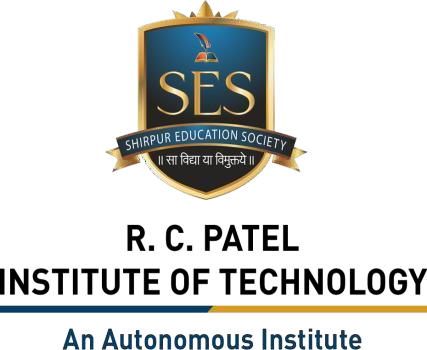 SES
SHIRPUR EDUCATION SOCIETY
॥ सा विद्या या विमुक्तये ॥
R. C. PATEL
INSTITUTE OF TECHNOLOGY
An Autonomous Institute